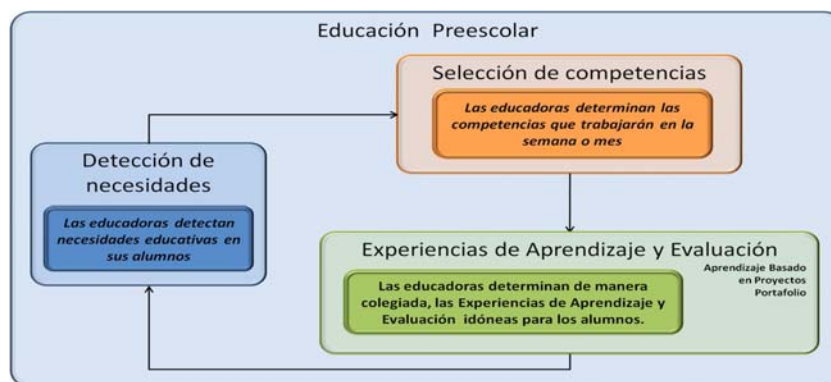 Educación Preescolar
Selección de competencias
Las educadoras determinan las
competencias que trabajarán en la
semana o mes
Detección de
necesidades
Las educadoras detectan
necesidades educativas en
sus alumnos
Experiencias de Aprendizaje y Evaluación
Aprendizaje Basado
en Proyectos
Portafolio
Las educadoras determinan de manera
colegiada, las Experiencias de Aprendizaje y
Evaluación idóneas para los alumnos.